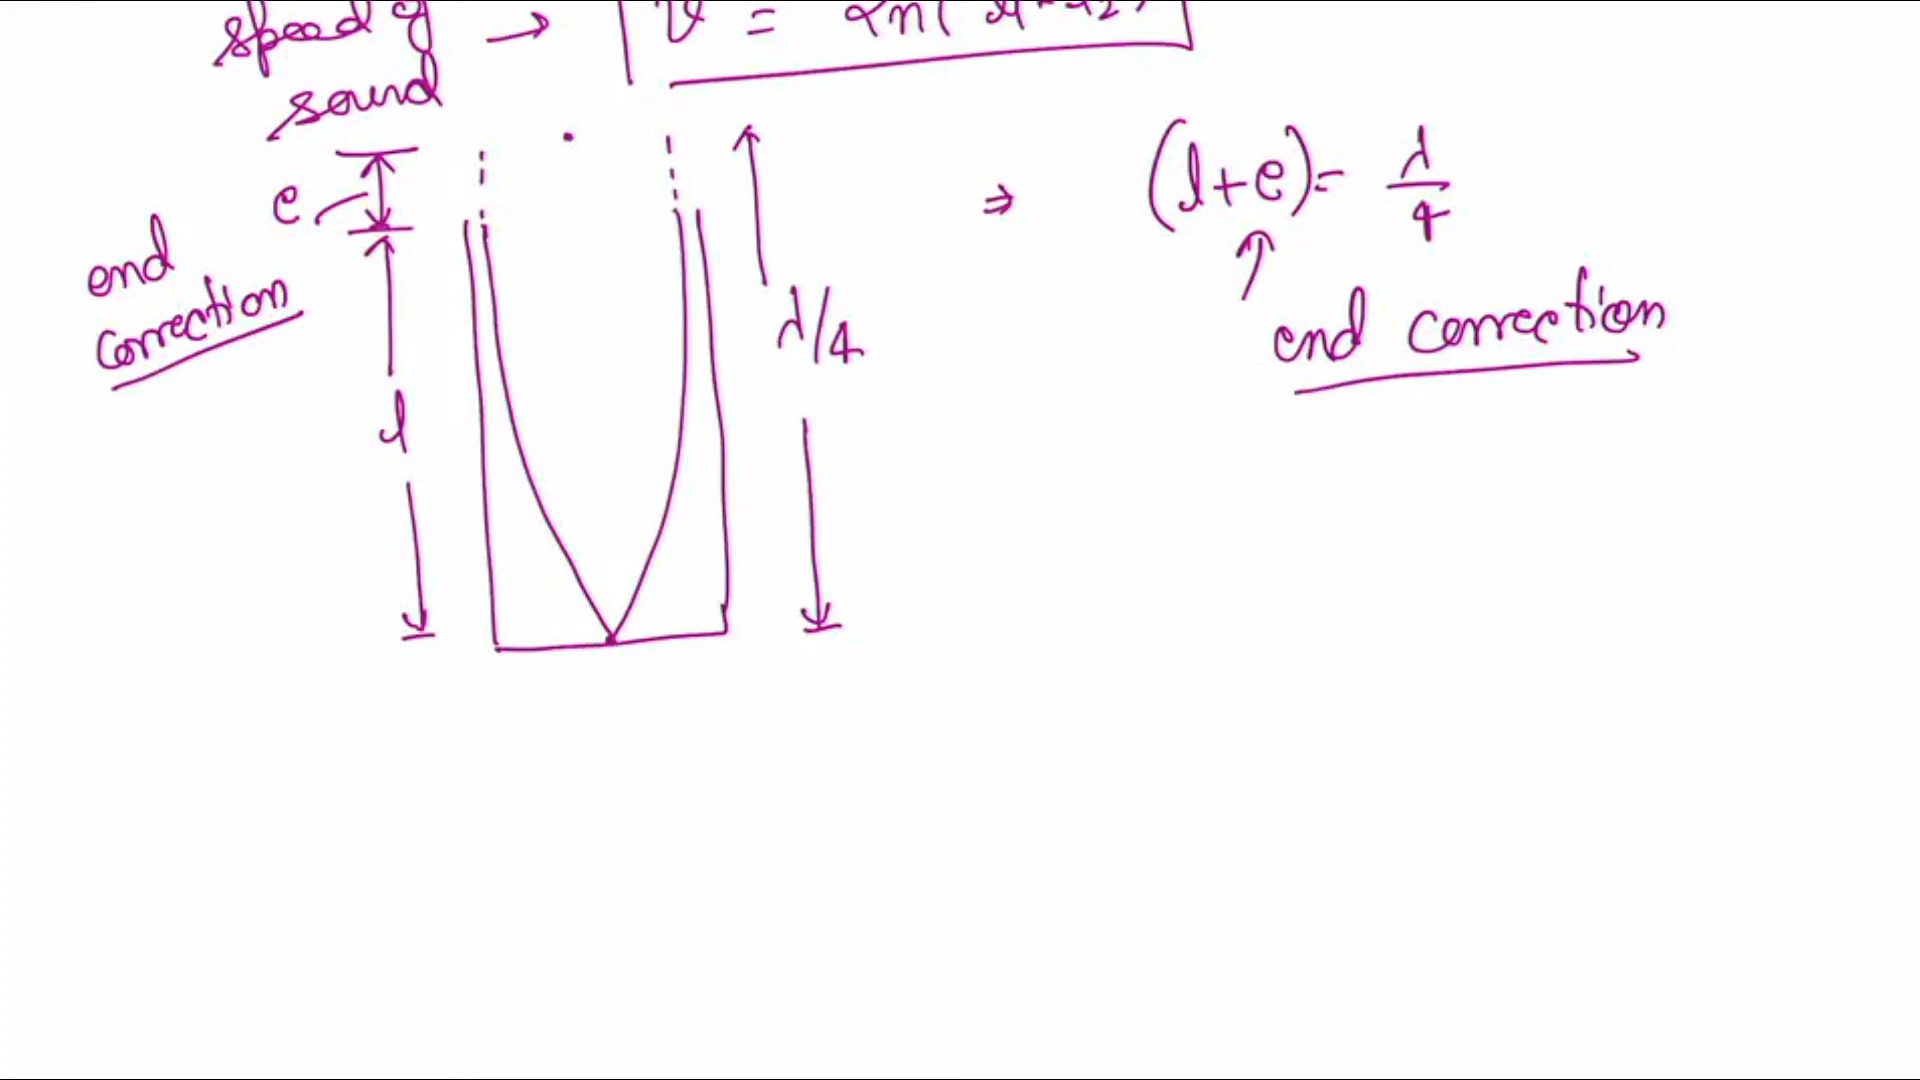 speed of → v = 2n(
sound
e
(l+e) = λ/4
end
correction
λ/4
end correction
l